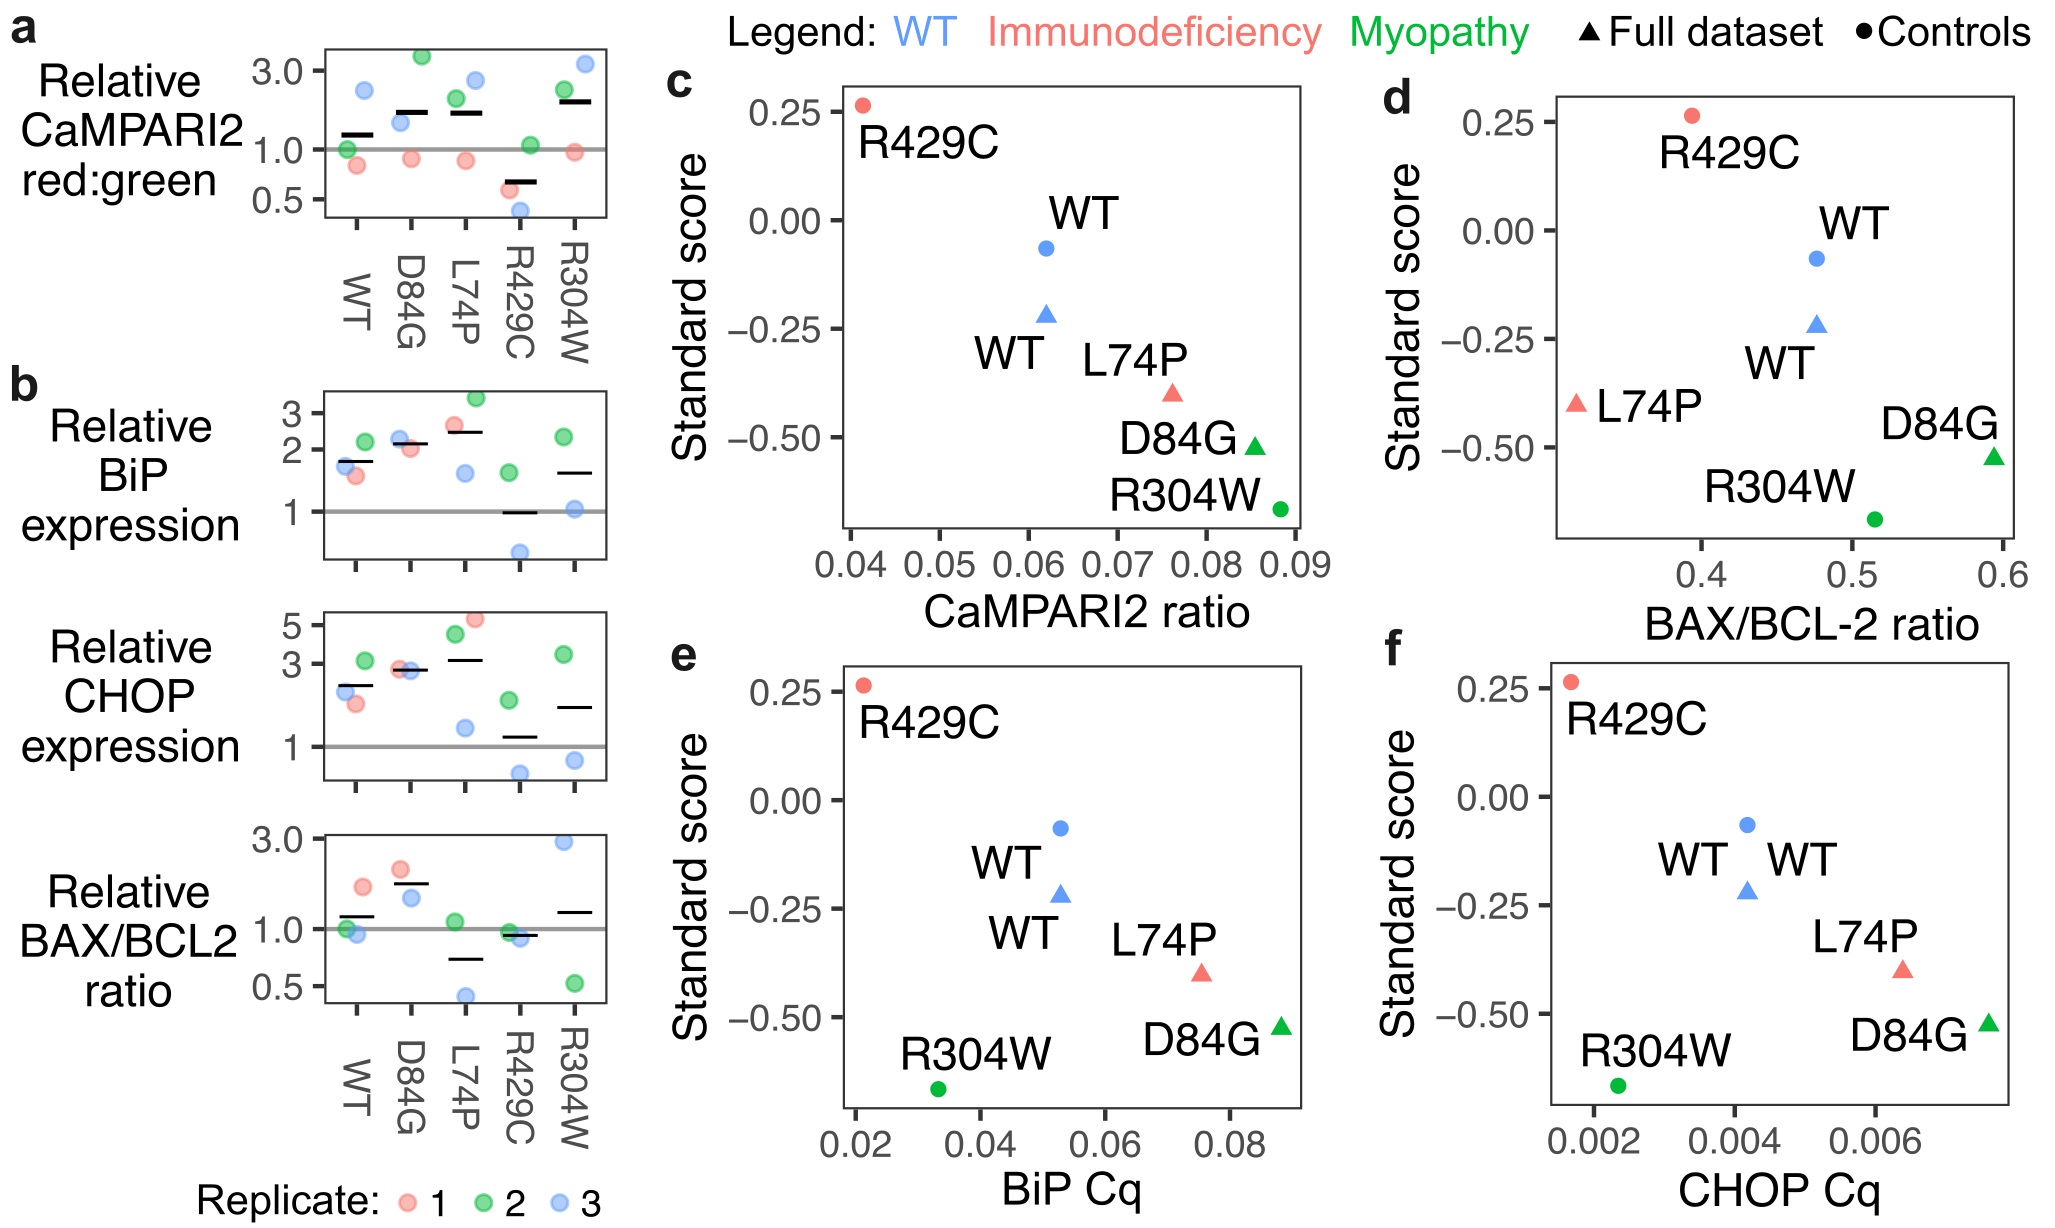 Legend: WT Immunodeficiency Myopathy ▲ Full dataset ● Controls
a
Relative
CaMPARI2
red:green
3.0
1.0
0.5
WT
D84G
L74P
R429C
R304W
b
Relative
BiP
expression
3
2
1
Relative
CHOP
expression
5
3
1
Relative
BAX/BCL2
ratio
3.0
1.0
0.5
WT
D84G
L74P
R429C
R304W
Replicate: 1 2 3
c
Standard score
0.25
0.00
−0.25
−0.50
R429C
WT
WT
L74P
D84G
R304W
0.04 0.05 0.06 0.07 0.08 0.09
CaMPARI2 ratio
d
Standard score
0.25
0.00
−0.25
−0.50
R429C
WT
WT
L74P
D84G
R304W
0.4 0.5 0.6
BAX/BCL-2 ratio
e
Standard score
0.25
0.00
−0.25
−0.50
R429C
WT
WT
L74P
R304W
D84G
0.02 0.04 0.06 0.08
BiP Cq
f
Standard score
0.25
0.00
−0.25
−0.50
R429C
WT WT
L74P
R304W
D84G
0.002 0.004 0.006
CHOP Cq